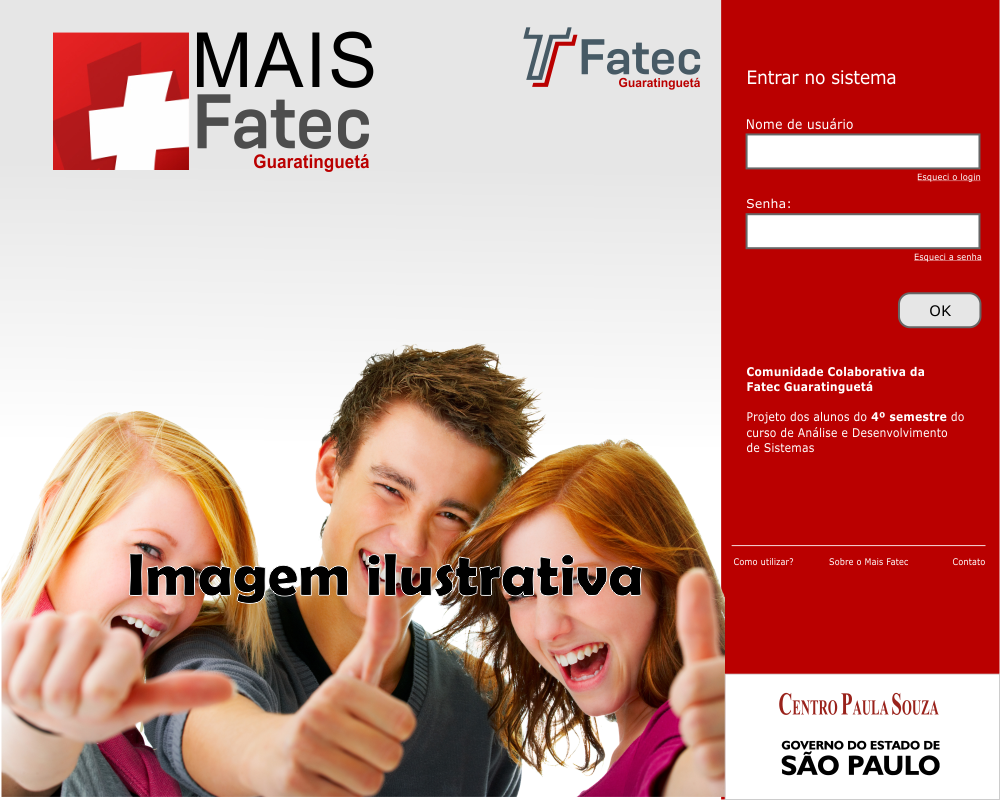 MAIS
Fatec
Guaratinguetá
Fatec
Guaratinguetá
Imagem ilustrativa
Entrar no sistema
Nome de usuário
Esqueci o login
Senha:
Esqueci a senha
OK
Comunidade Colaborativa da
Fatec Guaratinguetá
Projeto dos alunos do 4º semestre do
curso de Análise e Desenvolvimento
de Sistemas
Como utilizar? Sobre o Mais Fatec Contato
CENTRO PAULA SOUZA
GOVERNO DO ESTADO DE
SÃO PAULO